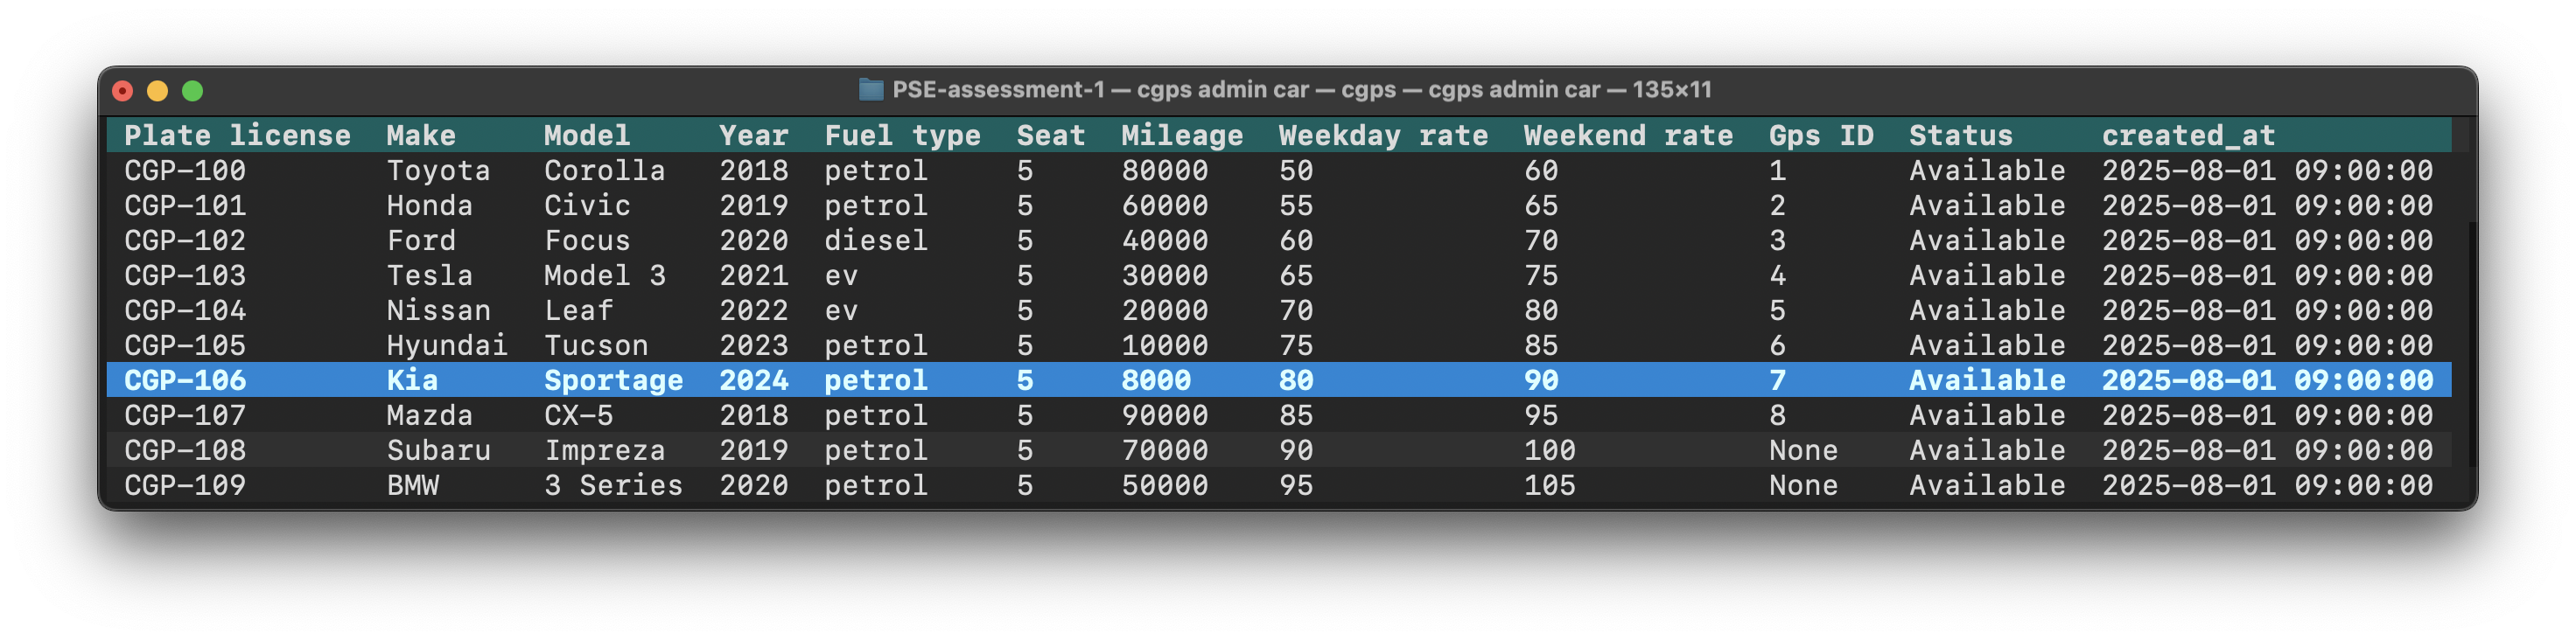 PSE-assessment-1 — cgps admin car — cgps — cgps admin car — 135×11
Plate license Make Model Year Fuel type Seat Mileage Weekday rate Weekend rate Gps ID Status created_at
CGP-100 Toyota Corolla 2018 petrol 5 80000 50 60 1 Available 2025-08-01 09:00:00
CGP-101 Honda Civic 2019 petrol 5 60000 55 65 2 Available 2025-08-01 09:00:00
CGP-102 Ford Focus 2020 diesel 5 40000 60 70 3 Available 2025-08-01 09:00:00
CGP-103 Tesla Model 3 2021 ev 5 30000 65 75 4 Available 2025-08-01 09:00:00
CGP-104 Nissan Leaf 2022 ev 5 20000 70 80 5 Available 2025-08-01 09:00:00
CGP-105 Hyundai Tucson 2023 petrol 5 10000 75 85 6 Available 2025-08-01 09:00:00
CGP-106 Kia Sportage 2024 petrol 5 8000 80 90 7 Available 2025-08-01 09:00:00
CGP-107 Mazda CX-5 2018 petrol 5 90000 85 95 8 Available 2025-08-01 09:00:00
CGP-108 Subaru Impreza 2019 petrol 5 70000 90 100 None Available 2025-08-01 09:00:00
CGP-109 BMW 3 Series 2020 petrol 5 50000 95 105 None Available 2025-08-01 09:00:00